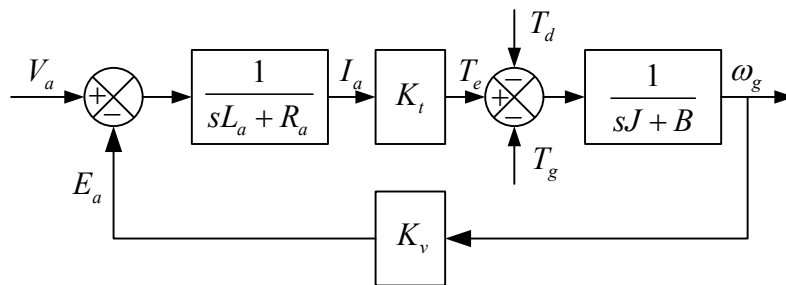 T_d
V_a
+
−
1
sL_a + R_a
I_a
K_t
T_e
−
+
−
1
sJ + B
ω_g
T_g
E_a
K_v